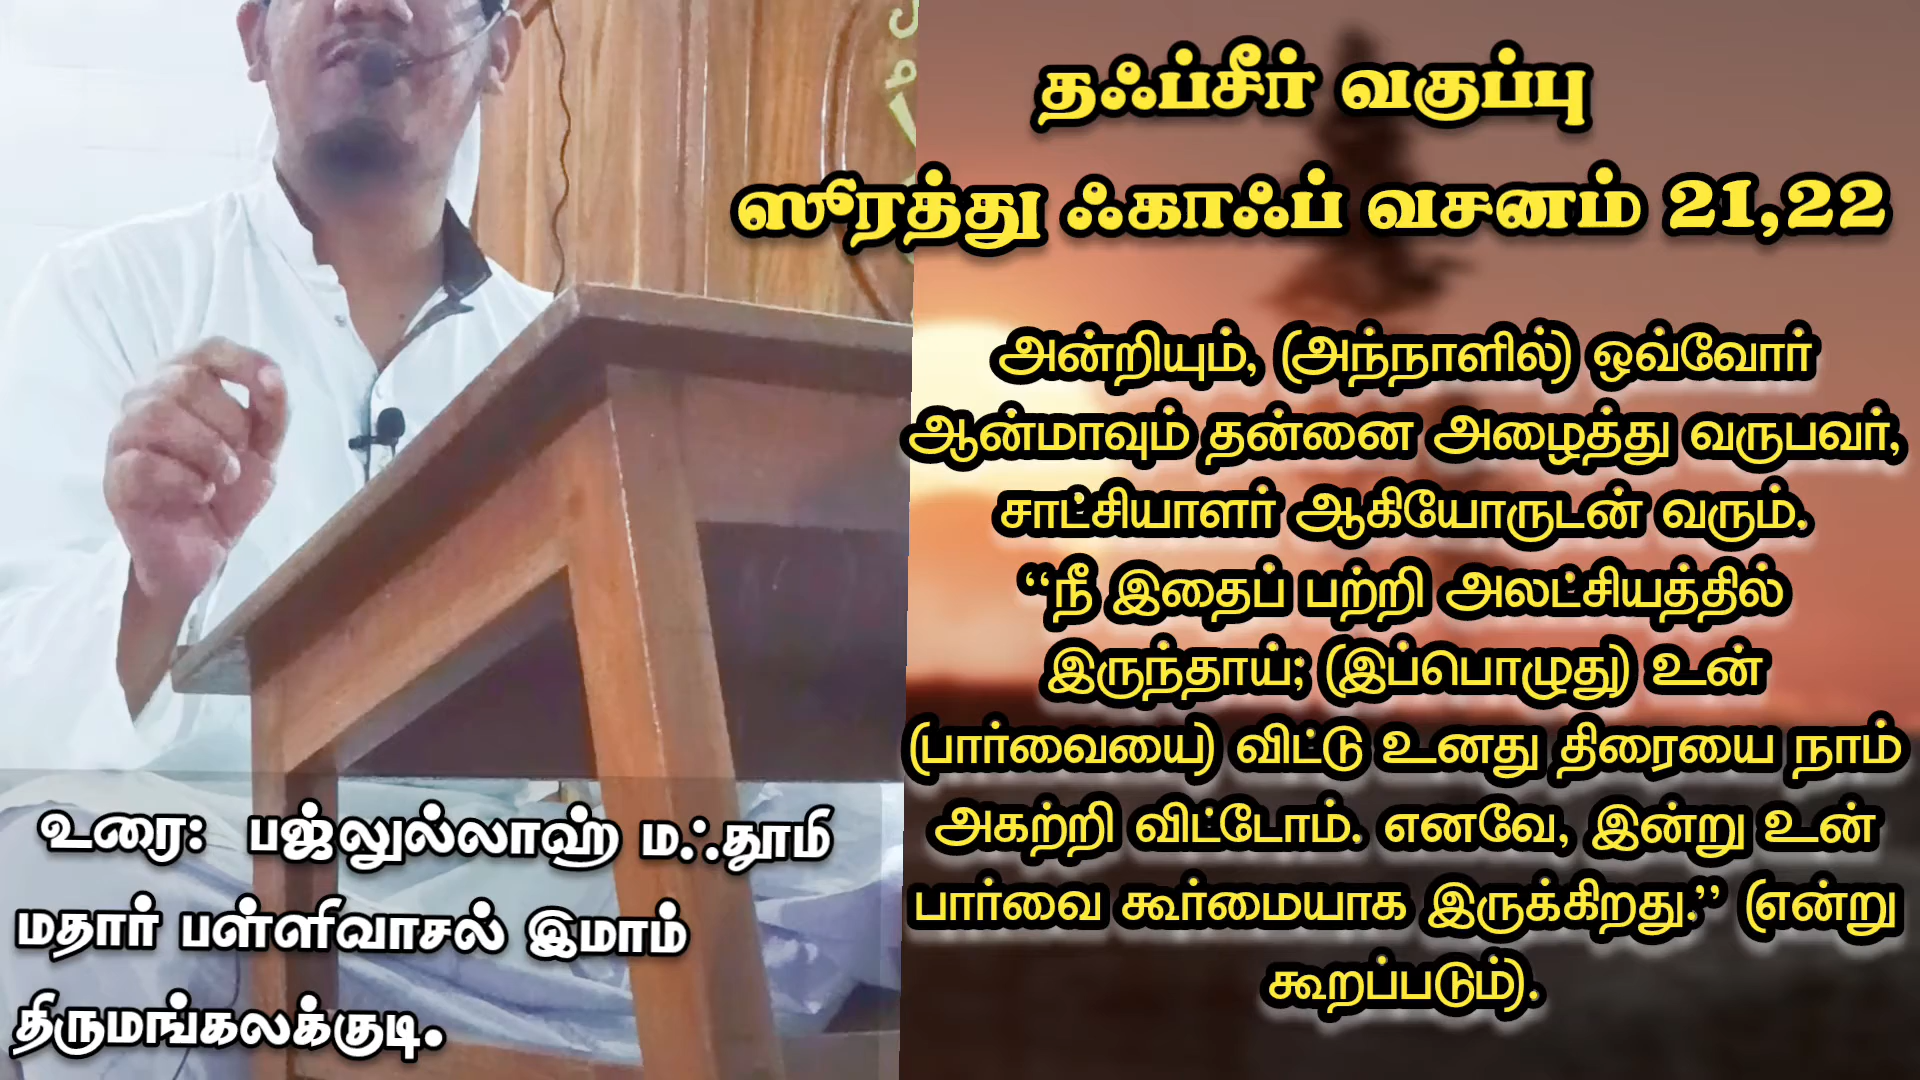 தஃப்சீர் வகுப்பு
ஸூரத்து ஃகாஃப் வசனம் 21,22
அன்றியும், (அந்நாளில்) ஒவ்வோர்
ஆன்மாவும் தன்னை அழைத்து வருபவர்,
சாட்சியாளர் ஆகியோருடன் வரும்.
“நீ இதைப் பற்றி அலட்சியத்தில்
இருந்தாய்; (இப்பொழுது) உன்
(பார்வையை) விட்டு உனது திரையை நாம்
அகற்றி விட்டோம். எனவே, இன்று உன்
பார்வை கூர்மையாக இருக்கிறது.” (என்று
கூறப்படும்).
உரை: பஜ்லுல்லாஹ் மஃதூமி
மதார் பள்ளிவாசல் இமாம்
திருமங்கலக்குடி.